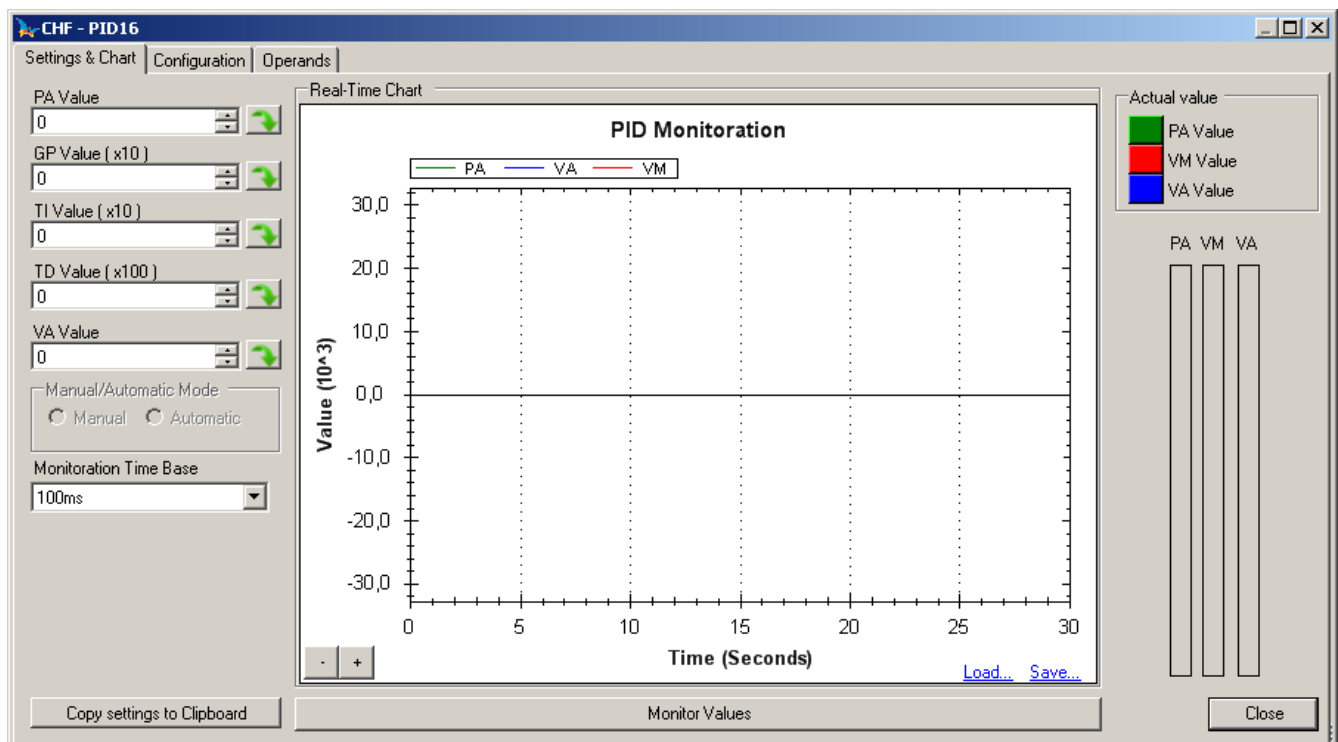 CHF - PID16
Settings & Chart Configuration Operands
PA Value
0
GP Value ( x10 )
0
TI Value ( x10 )
0
TD Value ( x100 )
0
VA Value
0
Manual/Automatic Mode
Manual Automatic
Monitoration Time Base
100ms
Copy settings to Clipboard
Real-Time Chart
PID Monitoration
PA VA VM
Value (10^3)
30,0
20,0
10,0
0,0
-10,0
-20,0
-30,0
0 5 10 15 20 25 30
Time (Seconds)
- +
Load... Save...
Monitor Values
Actual value
PA Value
VM Value
VA Value
PA VM VA
Close